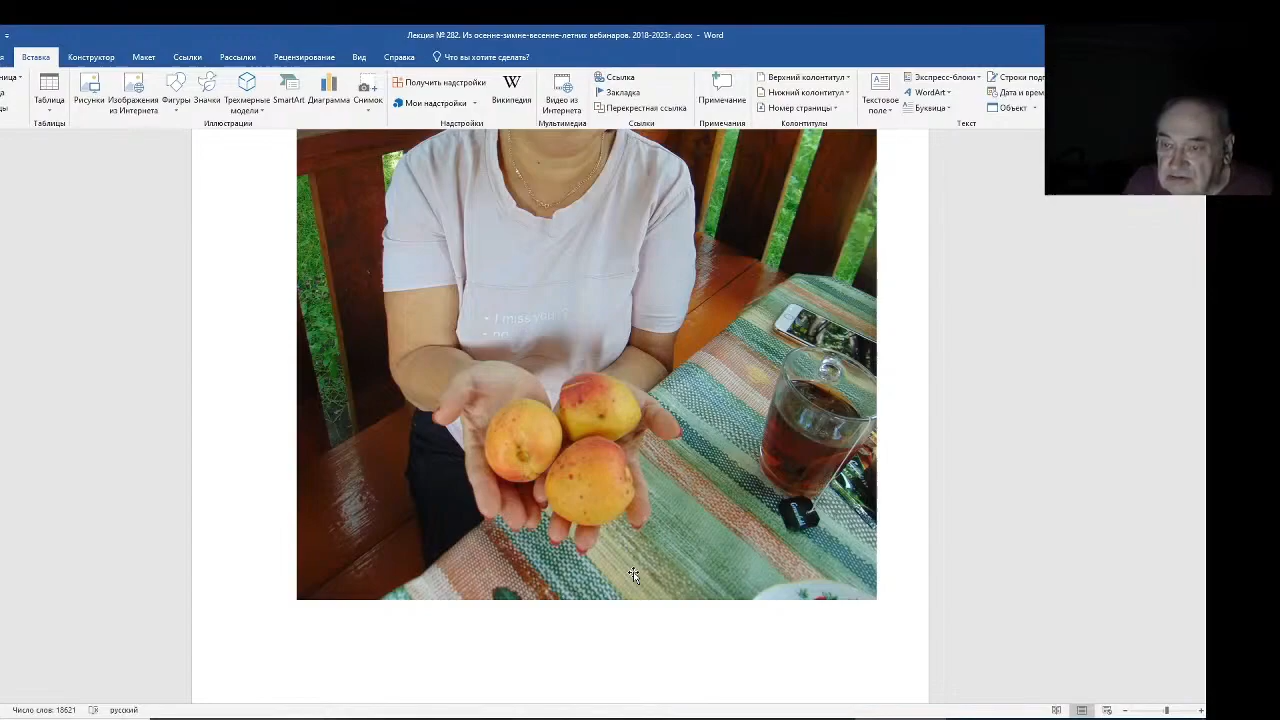 Лекция № 282. Из осенне-зимне-весенне-летних вебинаров. 2018-2023г..docx - Word
Вставка Конструктор Макет Ссылки Рассылки Рецензирование Вид Справка Что вы хотите сделать?
Таблица
Таблицы
Рисунки
Изображения из Интернета
Фигуры
Значки
Трехмерные модели
SmartArt
Диаграмма
Снимок
Иллюстрации
Получить надстройки
Мои надстройки
Википедия
Надстройки
Видео из Интернета
Мультимедиа
Ссылка
Закладка
Перекрестная ссылка
Ссылки
Примечание
Примечания
Верхний колонтитул
Нижний колонтитул
Номер страницы
Колонтитулы
Текстовое поле
Экспресс-блоки
WordArt
Буквица
Строки под
Дата и врем
Объект
Текст
- I miss you
Greenfield
Число слов: 18621 русский